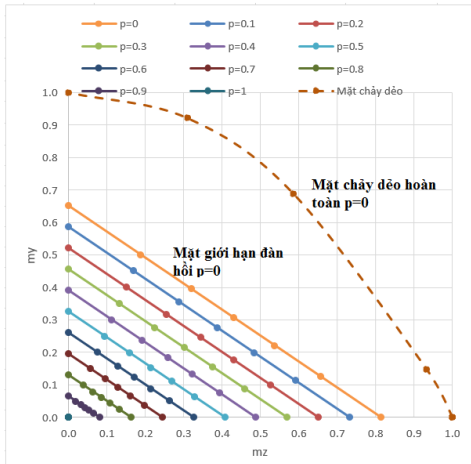 p=0 p=0.1 p=0.2
p=0.3 p=0.4 p=0.5
p=0.6 p=0.7 p=0.8
p=0.9 p=1 Mặt chảy dẻo
1.0
0.9
0.8
0.7
0.6
0.5
0.4
0.3
0.2
0.1
0.0
my
Mặt chảy dẻo hoàn
toàn p=0
Mặt giới hạn đàn
hồi p=0
0.0 0.1 0.2 0.3 0.4 0.5 0.6 0.7 0.8 0.9 1.0
mz